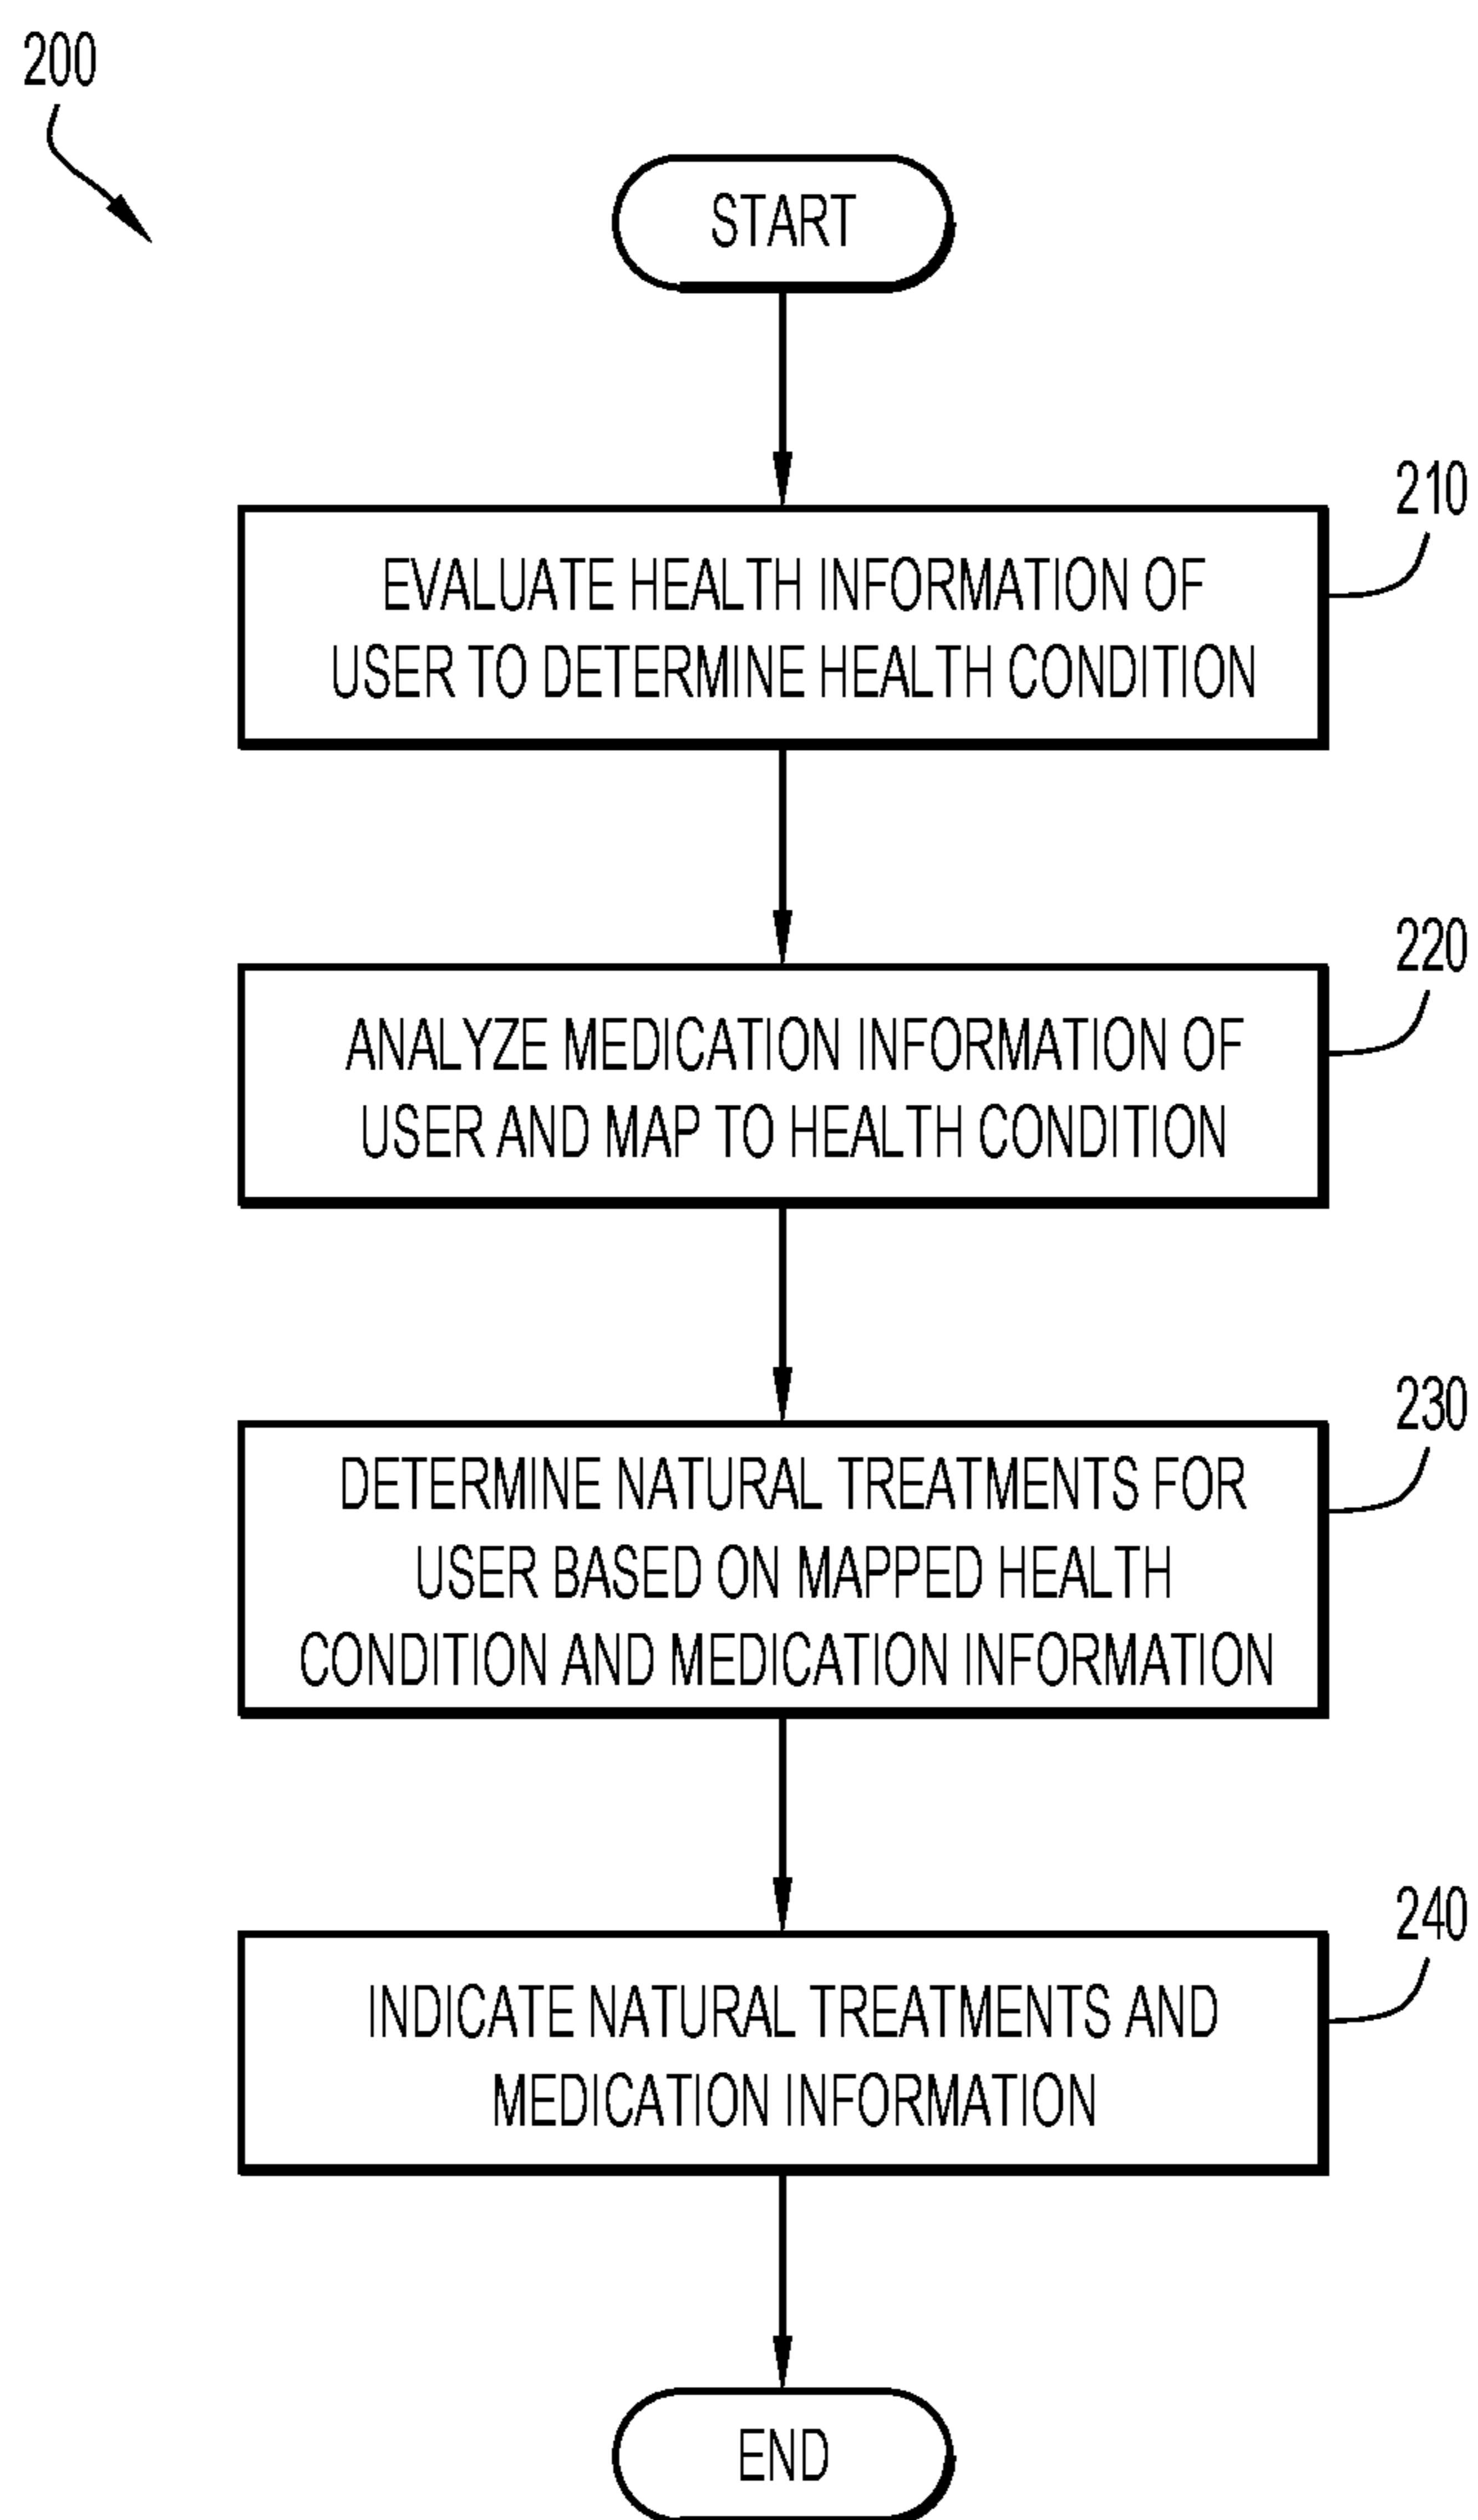 200
START
210
EVALUATE HEALTH INFORMATION OF
USER TO DETERMINE HEALTH CONDITION
220
ANALYZE MEDICATION INFORMATION OF
USER AND MAP TO HEALTH CONDITION
230
DETERMINE NATURAL TREATMENTS FOR
USER BASED ON MAPPED HEALTH
CONDITION AND MEDICATION INFORMATION
240
INDICATE NATURAL TREATMENTS AND
MEDICATION INFORMATION
END